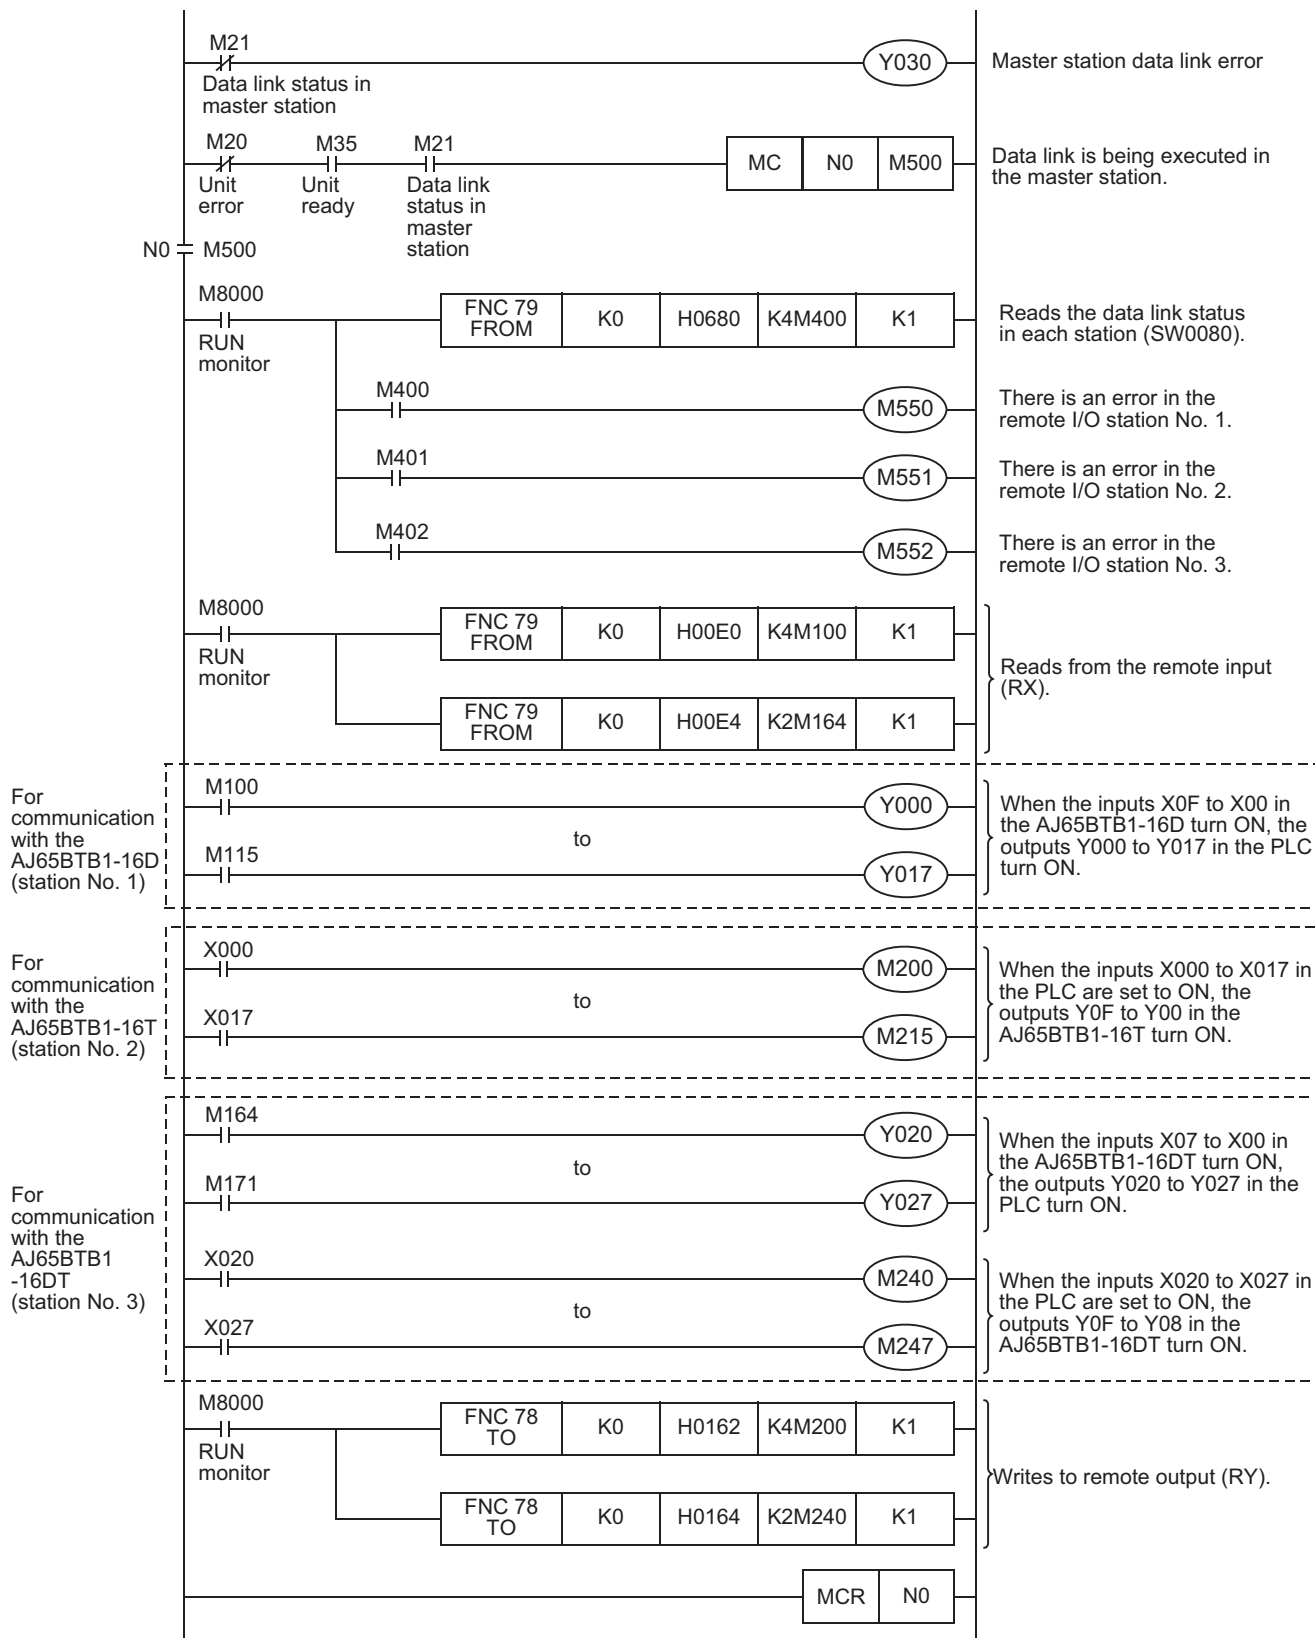 M21
Y030
Master station data link error
Data link status in
master station
M20
M35
M21
MC
N0
M500
Data link is being executed in
the master station.
Unit
error
Unit
ready
Data link
status in
master
station
N0
M500
M8000
RUN
monitor
FNC 79
FROM
K0
H0680
K4M400
K1
Reads the data link status
in each station (SW0080).
M400
M550
There is an error in the
remote I/O station No. 1.
M401
M551
There is an error in the
remote I/O station No. 2.
M402
M552
There is an error in the
remote I/O station No. 3.
M8000
RUN
monitor
FNC 79
FROM
K0
H00E0
K4M100
K1
FNC 79
FROM
K0
H00E4
K2M164
K1
Reads from the remote input
(RX).
For
communication
with the
AJ65BTB1-16D
(station No. 1)
M100
Y000
to
M115
Y017
When the inputs X0F to X00 in
the AJ65BTB1-16D turn ON, the
outputs Y000 to Y017 in the PLC
turn ON.
For
communication
with the
AJ65BTB1-16T
(station No. 2)
X000
M200
to
X017
M215
When the inputs X000 to X017 in
the PLC are set to ON, the
outputs Y0F to Y00 in the
AJ65BTB1-16T turn ON.
For
communication
with the
AJ65BTB1
-16DT
(station No. 3)
M164
Y020
to
M171
Y027
When the inputs X07 to X00 in
the AJ65BTB1-16DT turn ON,
the outputs Y020 to Y027 in the
PLC turn ON.
X020
M240
to
X027
M247
When the inputs X020 to X027 in
the PLC are set to ON, the
outputs Y0F to Y08 in the
AJ65BTB1-16DT turn ON.
M8000
RUN
monitor
FNC 78
TO
K0
H0162
K4M200
K1
FNC 78
TO
K0
H0164
K2M240
K1
Writes to remote output (RY).
MCR
N0